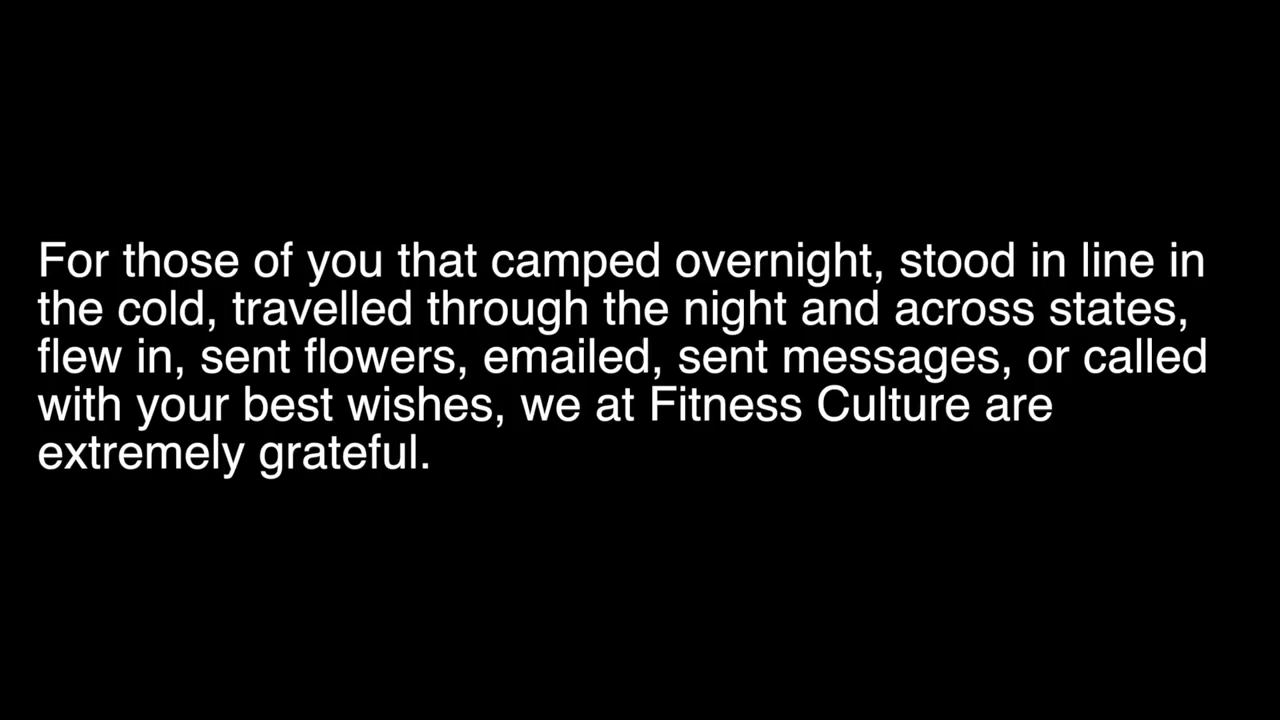 For those of you that camped overnight, stood in line in
the cold, travelled through the night and across states,
flew in, sent flowers, emailed, sent messages, or called
with your best wishes, we at Fitness Culture are
extremely grateful.